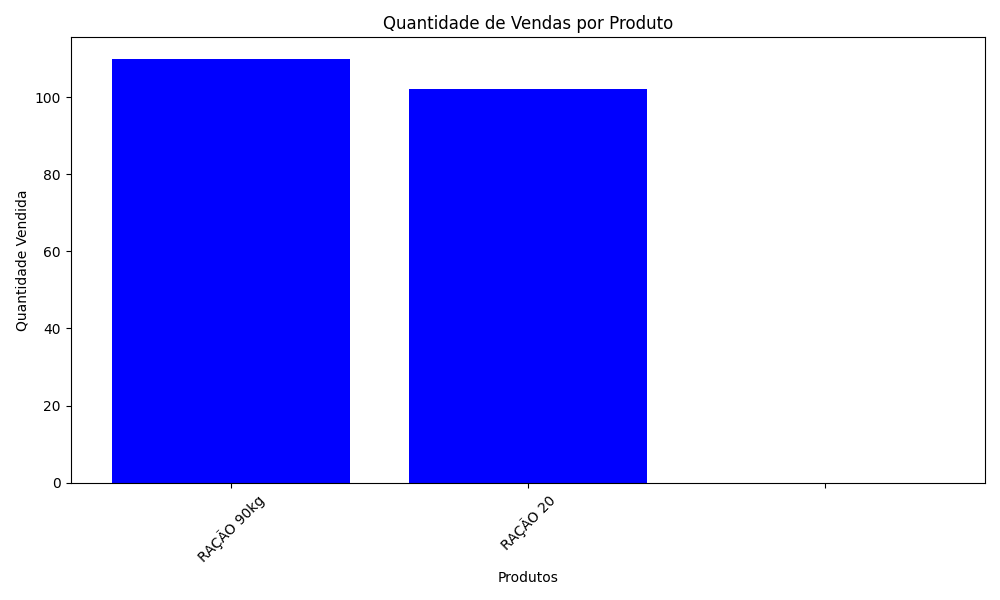 Quantidade de Vendas por Produto
Quantidade Vendida
100
80
60
40
20
0
RAÇÃO 90kg
RAÇÃO 20
Produtos